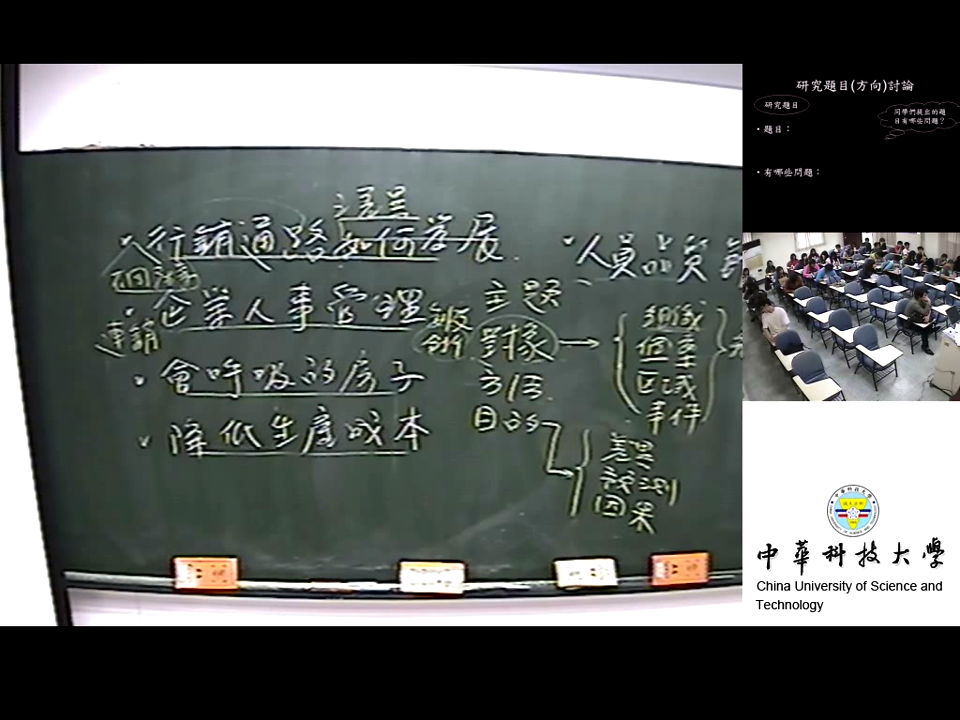 差異
行銷通路如何發展
不同
企業人事管理
連鎖
會呼吸的房子
降低生產成本
人員品質
主題
對像
方法
目的
組織
個案
區域
事件
差異
預測
因果
研究題目(方向)討論
研究題目
同學們提出的題
目有哪些問題?
• 題目:
• 有哪些問題:
中華科技大學
China University of Science and
Technology